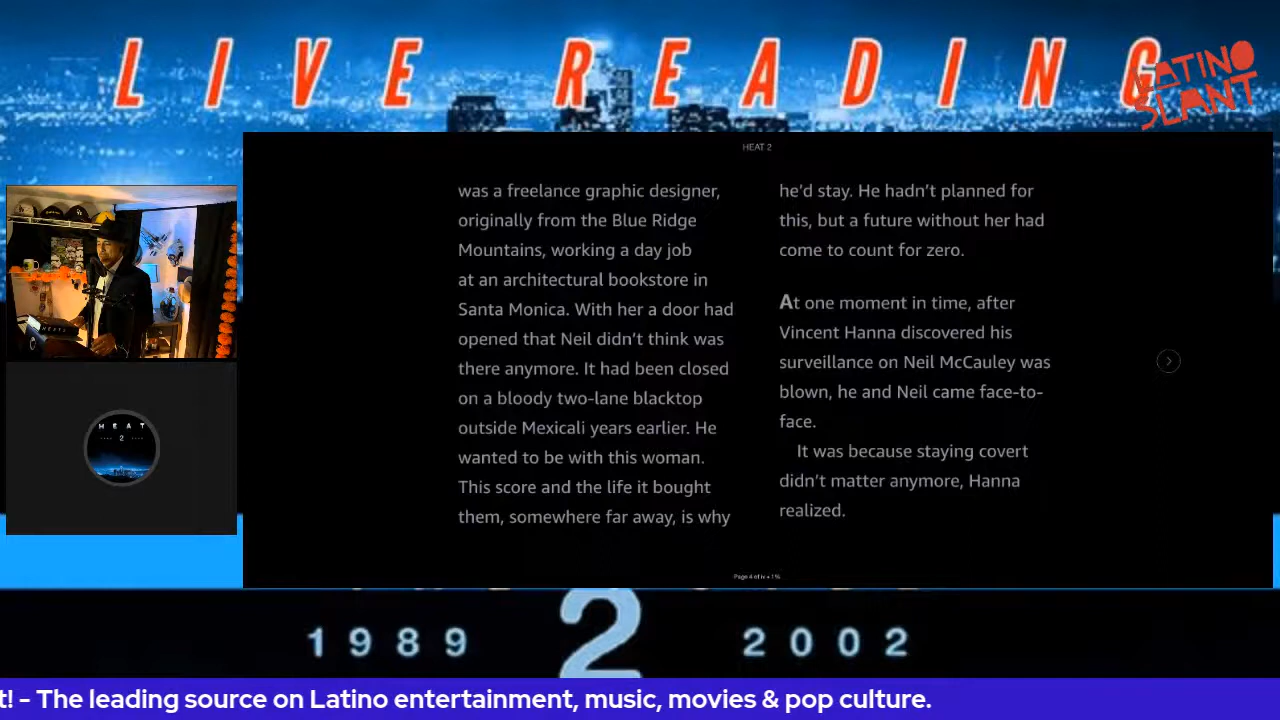 LIVE READING
LATINO
SLANT
HEAT 2
was a freelance graphic designer,
originally from the Blue Ridge
Mountains, working a day job
at an architectural bookstore in
Santa Monica. With her a door had
opened that Neil didn’t think was
there anymore. It had been closed
on a bloody two-lane blacktop
outside Mexicali years earlier. He
wanted to be with this woman.
This score and the life it bought
them, somewhere far away, is why
he’d stay. He hadn’t planned for
this, but a future without her had
come to count for zero.
At one moment in time, after
Vincent Hanna discovered his
surveillance on Neil McCauley was
blown, he and Neil came face-to-
face.
It was because staying covert
didn’t matter anymore, Hanna
realized.
HEAT
2
1989
2
2002
t! - The leading source on Latino entertainment, music, movies & pop culture.